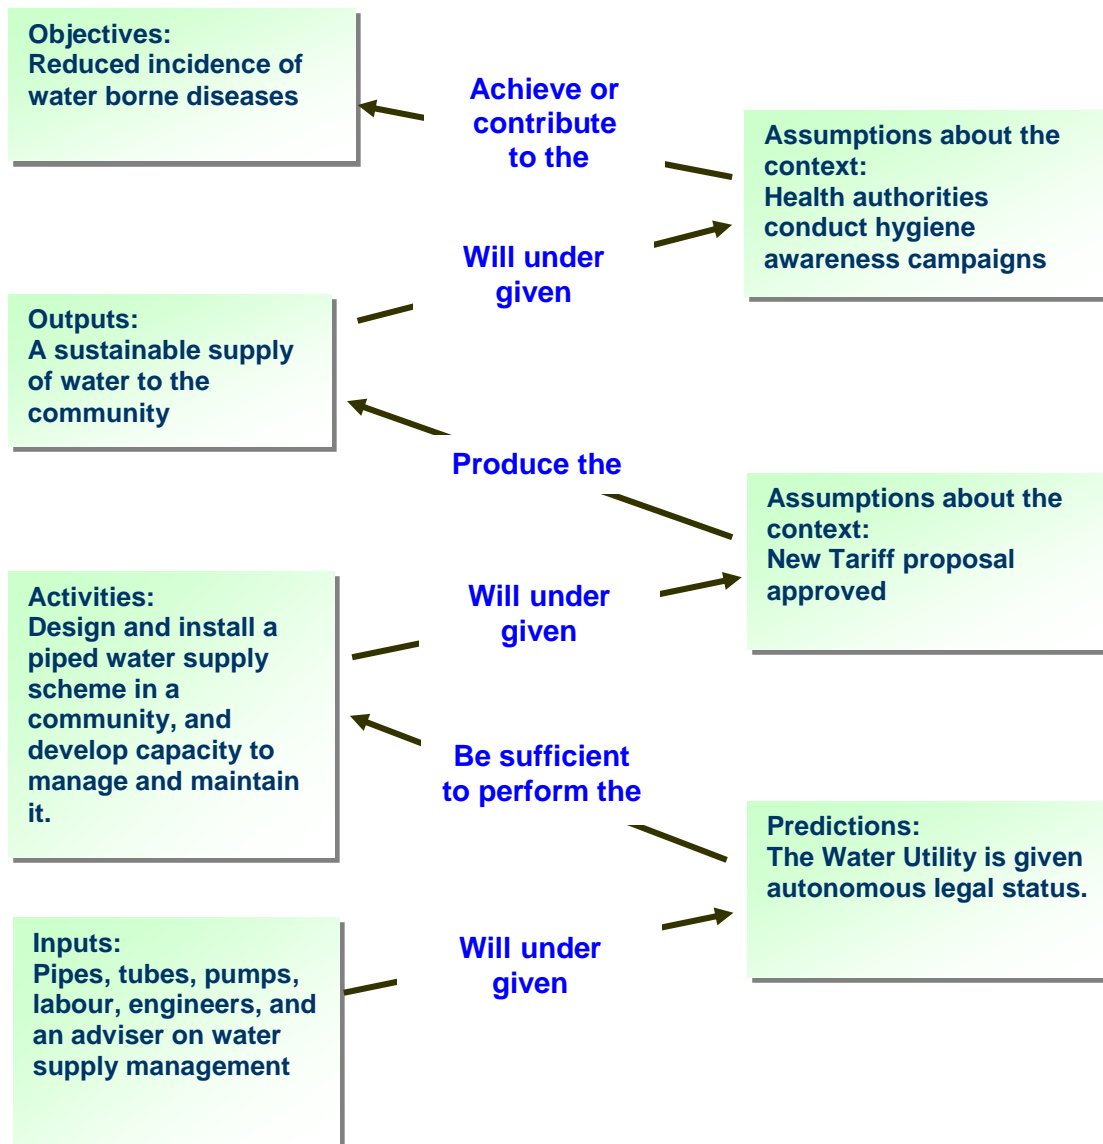 Objectives:
Reduced incidence of
water borne diseases
Achieve or
contribute
to the
Assumptions about the
context:
Health authorities
conduct hygiene
awareness campaigns
Will under
given
Outputs:
A sustainable supply
of water to the
community
Produce the
Assumptions about the
context:
New Tariff proposal
approved
Will under
given
Activities:
Design and install a
piped water supply
scheme in a
community, and
develop capacity to
manage and maintain
it.
Be sufficient
to perform the
Predictions:
The Water Utility is given
autonomous legal status.
Will under
given
Inputs:
Pipes, tubes, pumps,
labour, engineers, and
an adviser on water
supply management